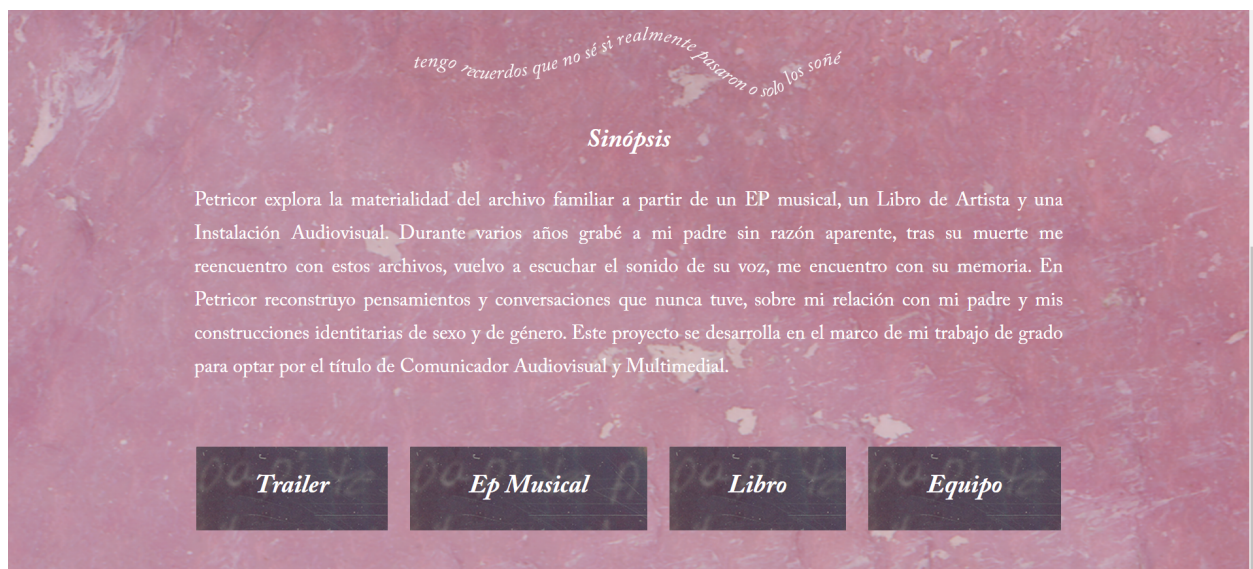 tengo recuerdos que no sé si realmente pasaron o solo los soñé
Sinópsis
Petricor explora la materialidad del archivo familiar a partir de un EP musical, un Libro de Artista y una
Instalación Audiovisual. Durante varios años grabé a mi padre sin razón aparente, tras su muerte me
reencuentro con estos archivos, vuelvo a escuchar el sonido de su voz, me encuentro con su memoria. En
Petricor reconstruyo pensamientos y conversaciones que nunca tuve, sobre mi relación con mi padre y mis
construcciones identitarias de sexo y de género. Este proyecto se desarrolla en el marco de mi trabajo de grado
para optar por el título de Comunicador Audiovisual y Multimedial.
Trailer
Ep Musical
Libro
Equipo